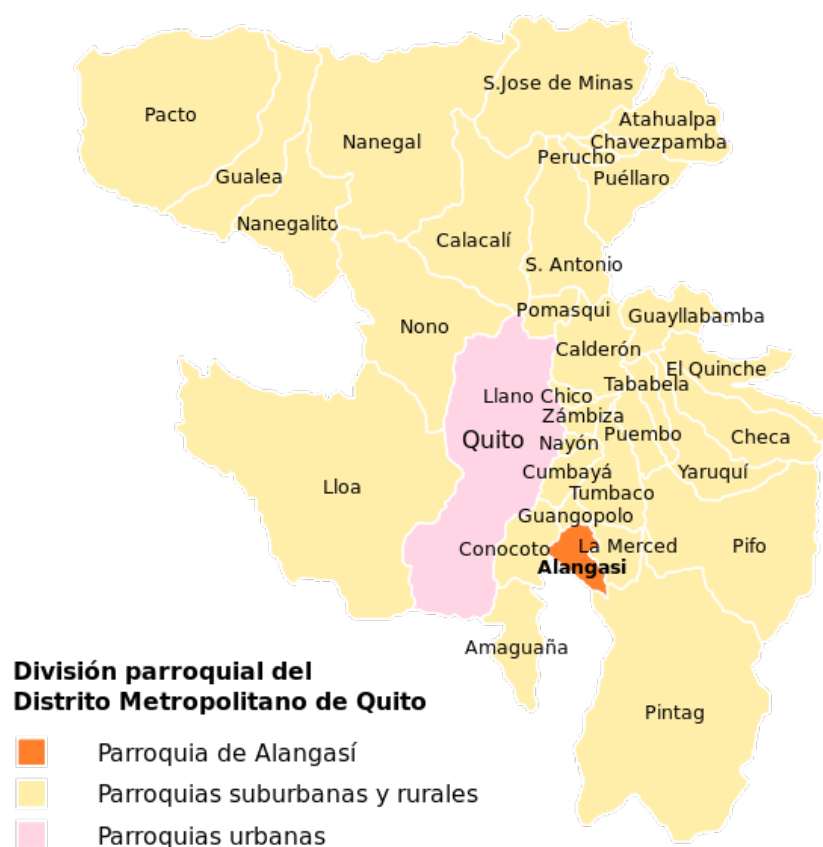 S.Jose de Minas
Pacto
Atahualpa
Nanegal
Chavezpamba
Perucho
Gualea
Puéllaro
Nanegalito
Calacalí
S. Antonio
Pomasqui
Guayllabamba
Nono
Calderón
El Quinche
Tababela
Llano Chico
Zámbiza
Quito
Nayón
Puembo
Checa
Cumbayá
Yaruquí
Lloa
Tumbaco
Guangopolo
Conocoto
La Merced
Pifo
Alangasi
Amaguaña
Pintag
División parroquial del
Distrito Metropolitano de Quito
Parroquia de Alangasí
Parroquias suburbanas y rurales
Parroquias urbanas